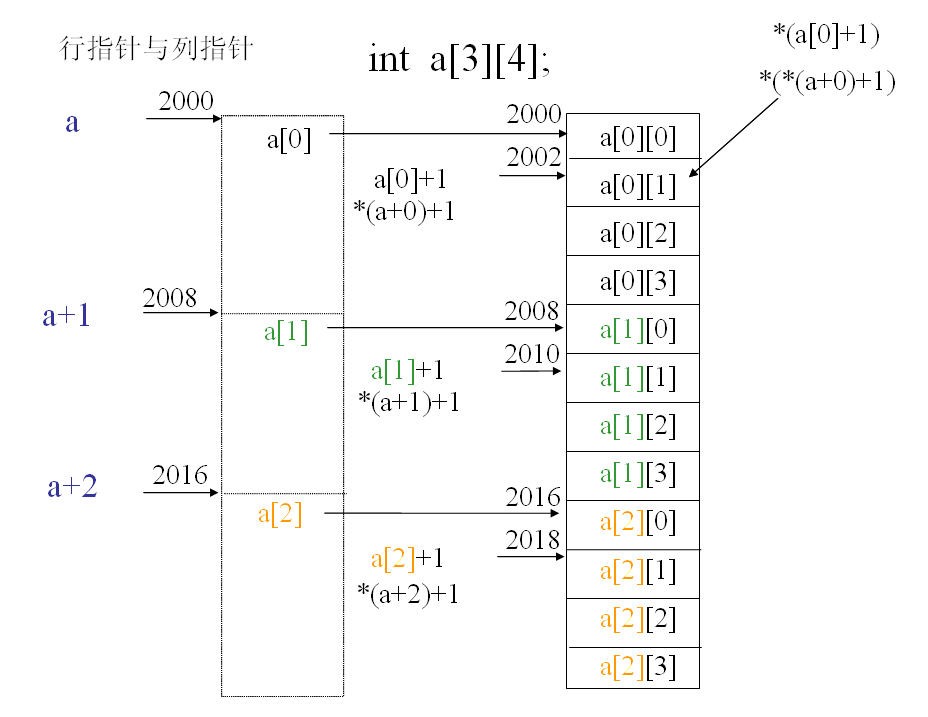 行指针与列指针
int a[3][4];
*(a[0]+1)
*(*(a+0)+1)
a
2000
a[0]
2000
a[0][0]
2002
a[0]+1
*(a+0)+1
a[0][1]
a[0][2]
a[0][3]
a+1
2008
a[1]
2008
a[1][0]
2010
a[1]+1
*(a+1)+1
a[1][1]
a[1][2]
a[1][3]
a+2
2016
a[2]
2016
a[2][0]
2018
a[2]+1
*(a+2)+1
a[2][1]
a[2][2]
a[2][3]